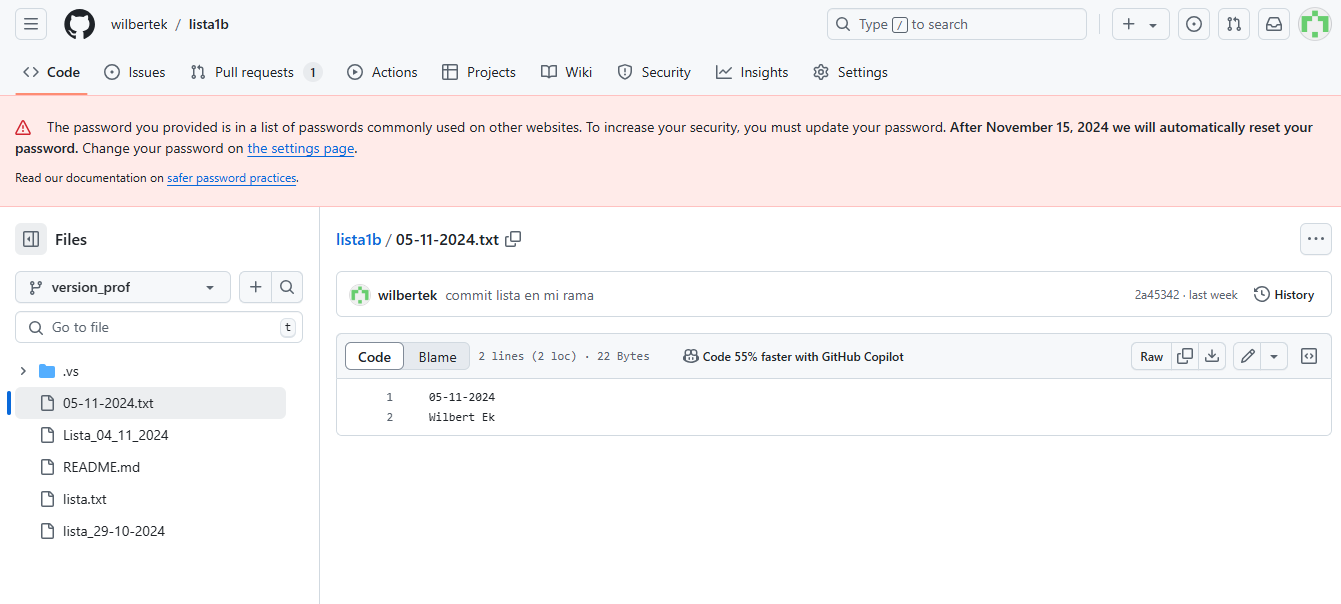 wilbertek / lista1b
Type / to search
Code
Issues
Pull requests 1
Actions
Projects
Wiki
Security
Insights
Settings
The password you provided is in a list of passwords commonly used on other websites. To increase your security, you must update your password. After November 15, 2024 we will automatically reset your
password. Change your password on the settings page.
Read our documentation on safer password practices.
Files
version_prof
Go to file
t
.vs
05-11-2024.txt
Lista_04_11_2024
README.md
lista.txt
lista_29-10-2024
lista1b / 05-11-2024.txt
wilbertek commit lista en mi rama
2a45342 · last week
History
Code
Blame
2 lines (2 loc) · 22 Bytes
Code 55% faster with GitHub Copilot
Raw
1 05-11-2024
2 Wilbert Ek